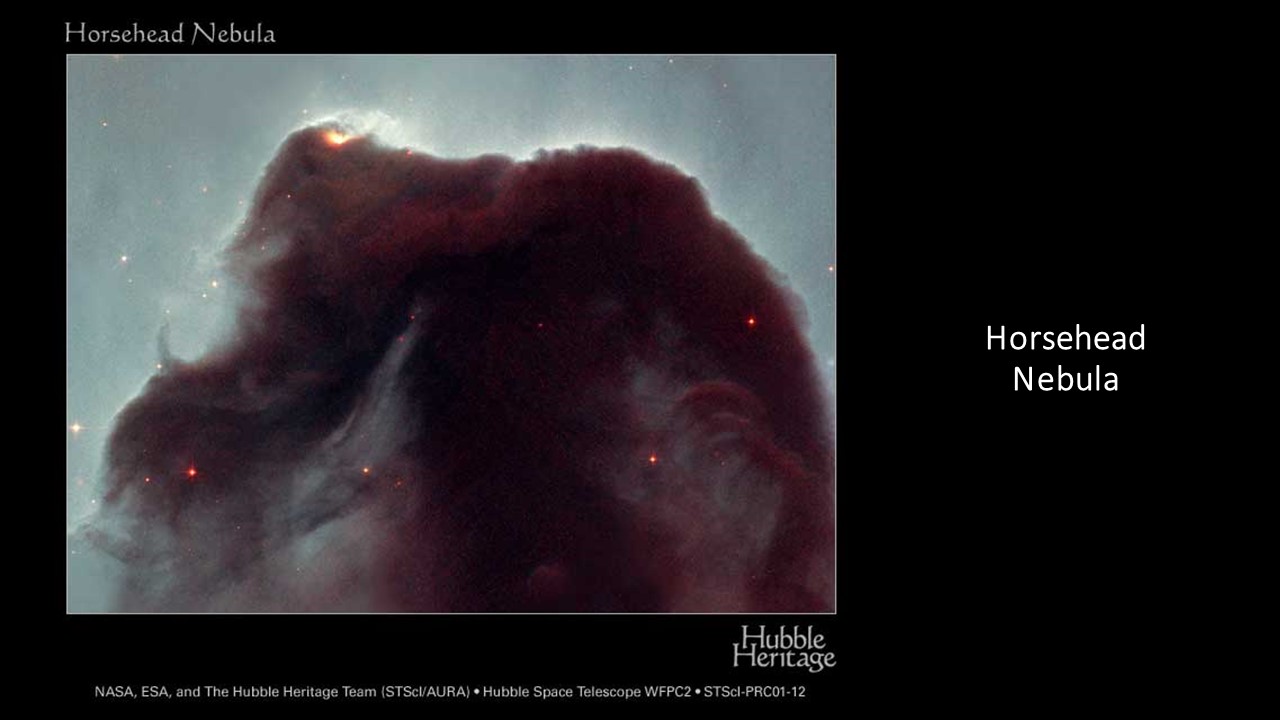 Horsehead Nebula
Horsehead
Nebula
Hubble
Heritage
NASA, ESA, and The Hubble Heritage Team (STScI/AURA) • Hubble Space Telescope WFPC2 • STScI-PRC01-12